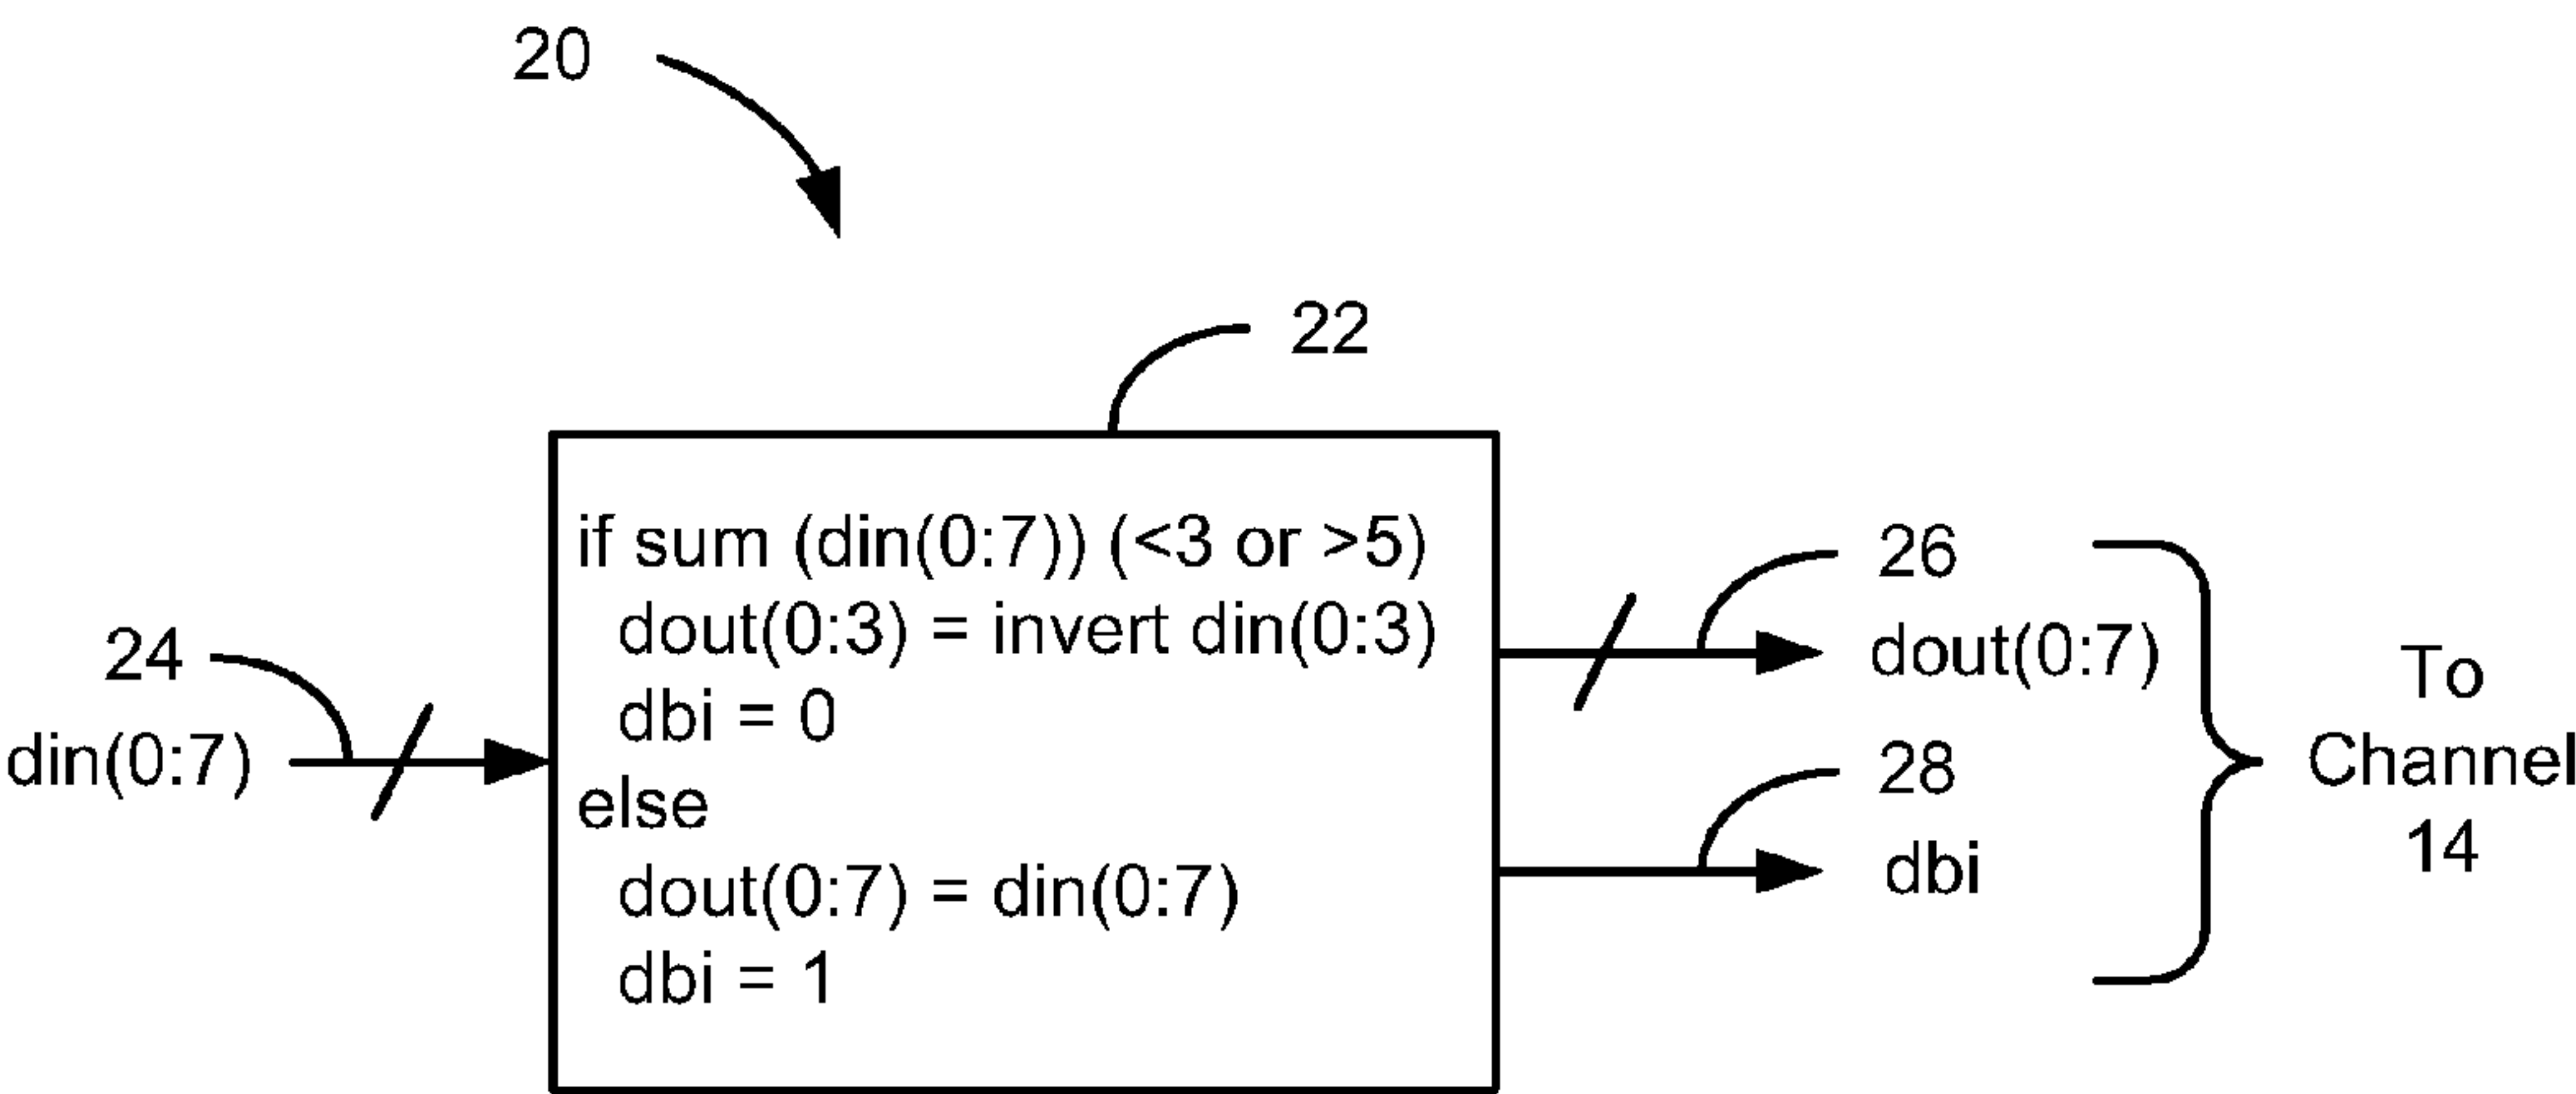 20
22
if sum (din(0:7)) (<3 or >5)
dout(0:3) = invert din(0:3)
dbi = 0
else
dout(0:7) = din(0:7)
dbi = 1
24
din(0:7)
26
dout(0:7)
28
dbi
To
Channel
14